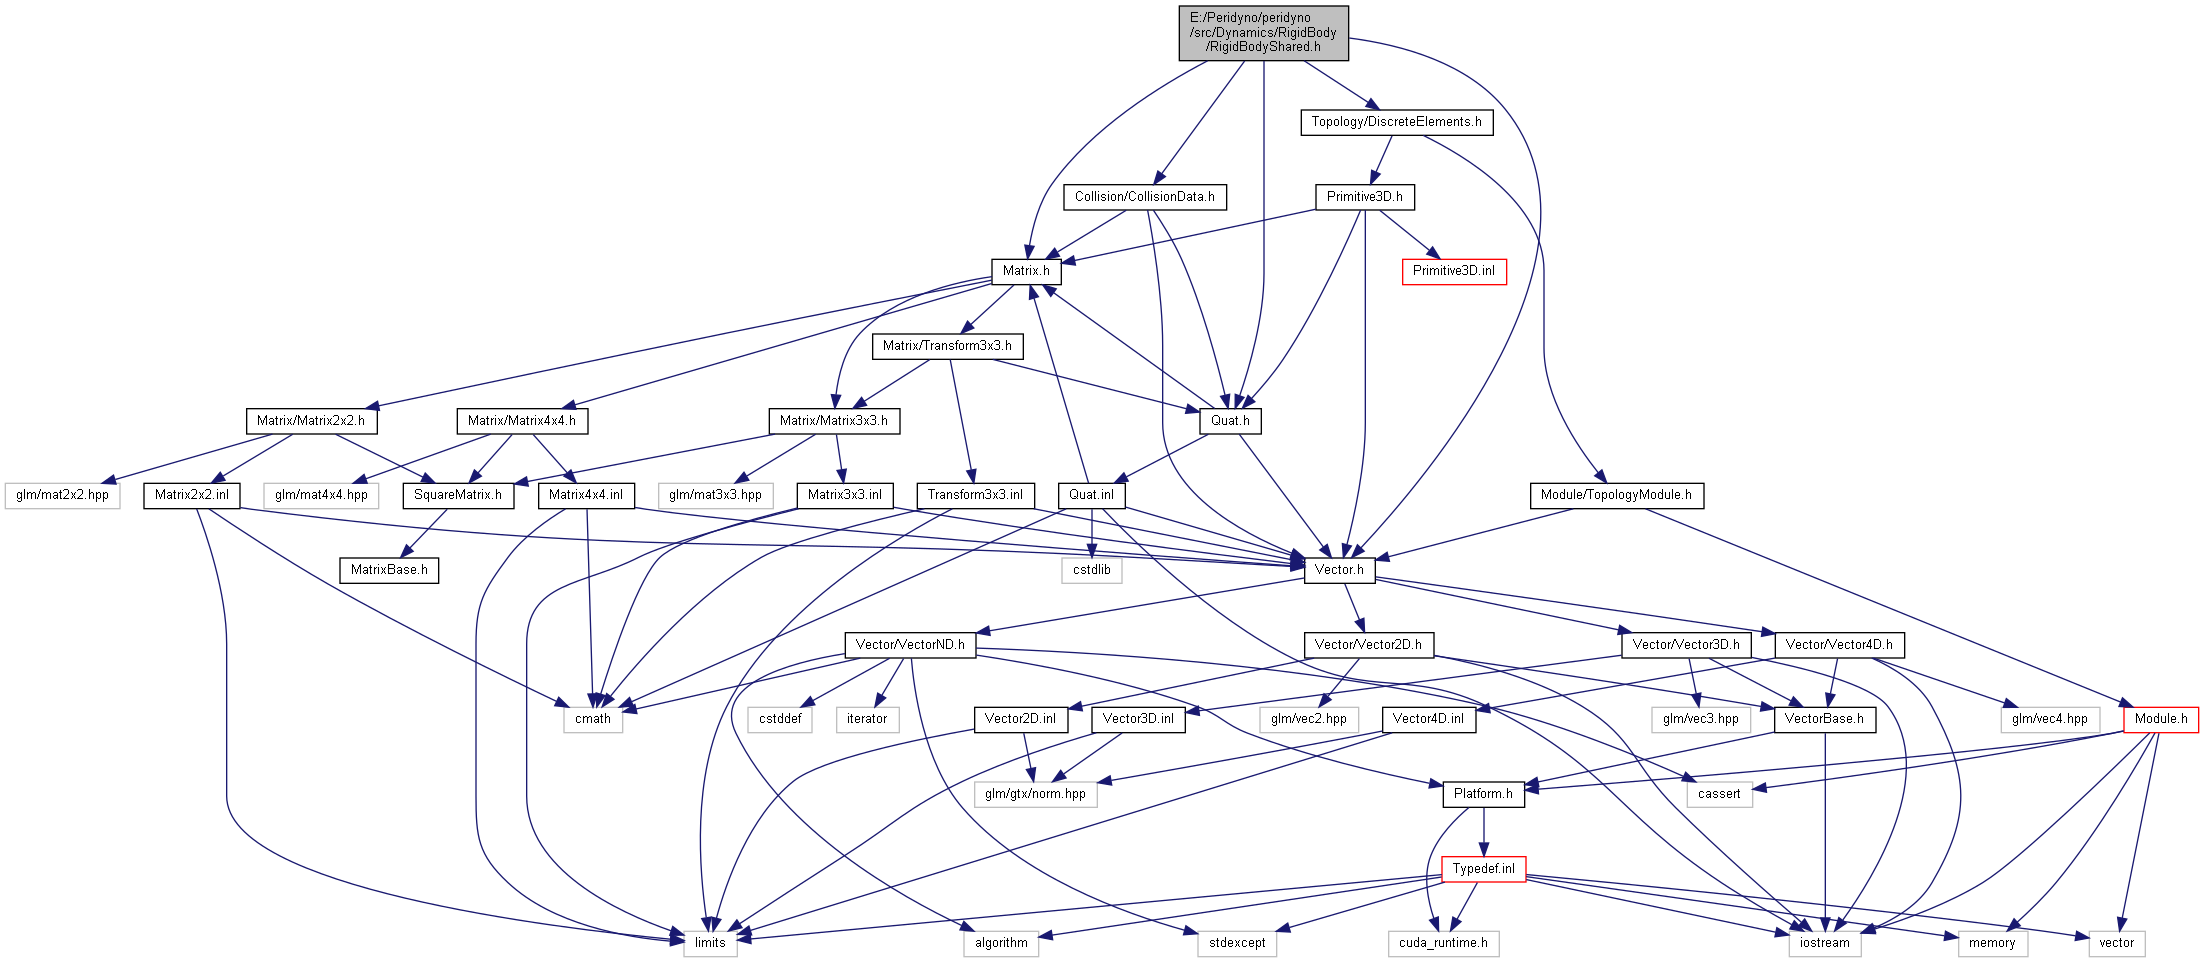 E:/Peridyno/peridyno
/src/Dynamics/RigidBody
/RigidBodyShared.h
Topology/DiscreteElements.h
Collision/CollisionData.h
Primitive3D.h
Matrix.h
Primitive3D.inl
Matrix/Transform3x3.h
Matrix/Matrix2x2.h
Matrix/Matrix4x4.h
Matrix/Matrix3x3.h
Quat.h
glm/mat2x2.hpp
Matrix2x2.inl
glm/mat4x4.hpp
SquareMatrix.h
Matrix4x4.inl
glm/mat3x3.hpp
Matrix3x3.inl
Transform3x3.inl
Quat.inl
Module/TopologyModule.h
MatrixBase.h
cstdlib
Vector.h
Vector/VectorND.h
Vector/Vector2D.h
Vector/Vector3D.h
Vector/Vector4D.h
cmath
cstddef
iterator
Vector2D.inl
Vector3D.inl
glm/vec2.hpp
Vector4D.inl
glm/vec3.hpp
VectorBase.h
glm/vec4.hpp
Module.h
glm/gtx/norm.hpp
Platform.h
cassert
Typedef.inl
limits
algorithm
stdexcept
cuda_runtime.h
iostream
memory
vector